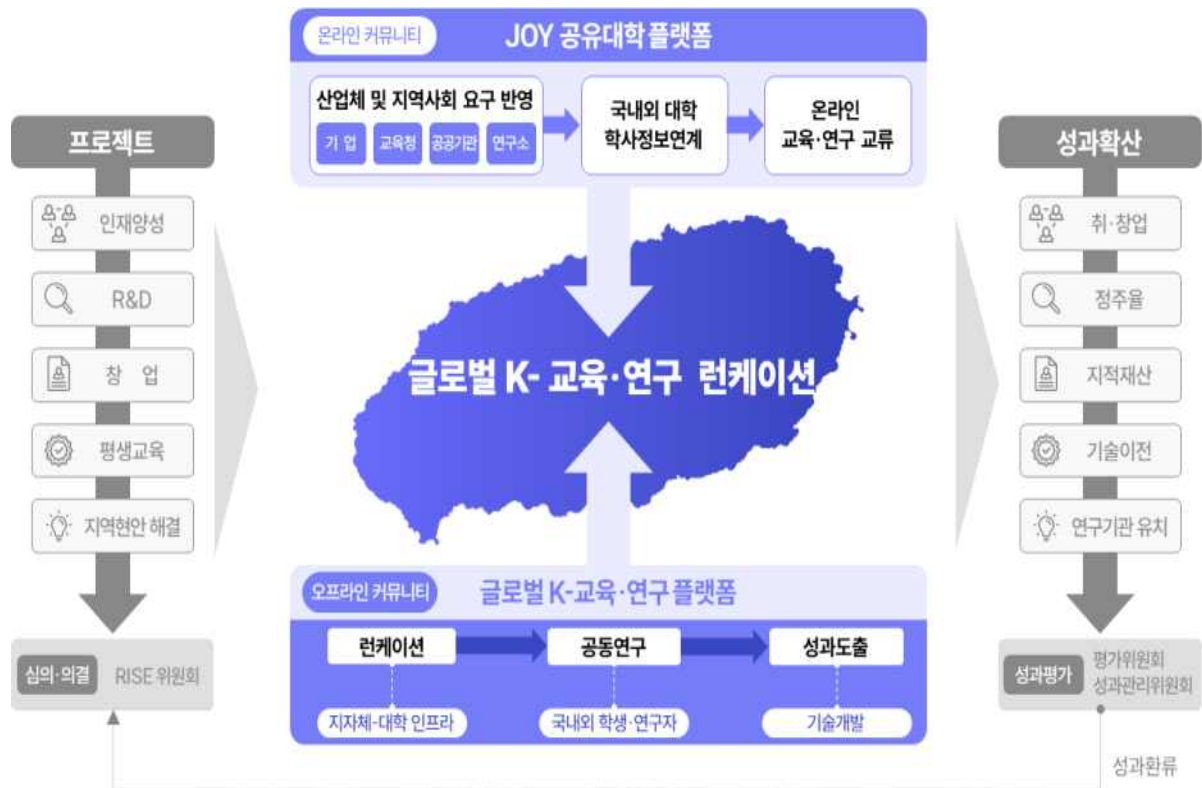 온라인 커뮤니티
JOY 공유대학 플랫폼
산업체 및 지역사회 요구 반영
기 업
교육청
공공기관
연구소
국내외 대학
학사정보연계
온라인
교육·연구 교류
프로젝트
인재양성
R&D
창 업
평생교육
지역현안 해결
심의·의결
RISE 위원회
글로벌 K- 교육·연구 런케이션
오프라인 커뮤니티
글로벌 K-교육·연구 플랫폼
런케이션
공동연구
성과도출
지자체-대학 인프라
국내외 학생·연구자
기술개발
성과확산
취·창업
정주율
지적재산
기술이전
연구기관 유치
성과평가
평가위원회
성과관리위원회
성과환류